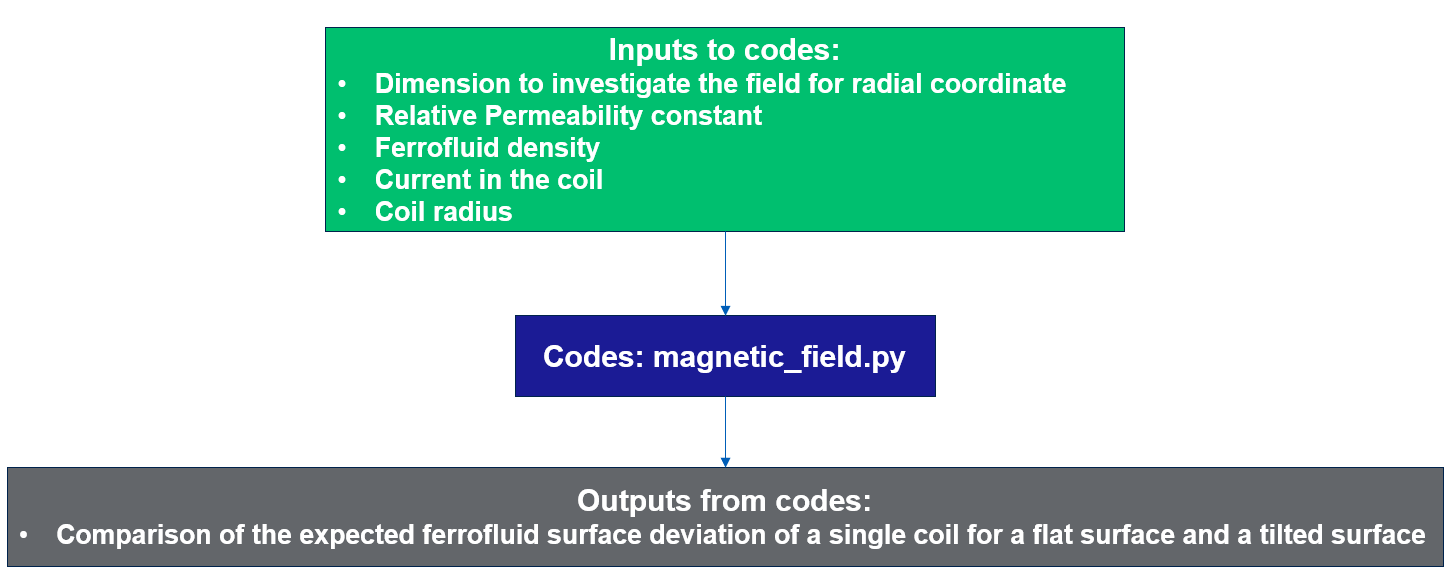 Inputs to codes:
• Dimension to investigate the field for radial coordinate
• Relative Permeability constant
• Ferrofluid density
• Current in the coil
• Coil radius
Codes: magnetic_field.py
Outputs from codes:
• Comparison of the expected ferrofluid surface deviation of a single coil for a flat surface and a tilted surface